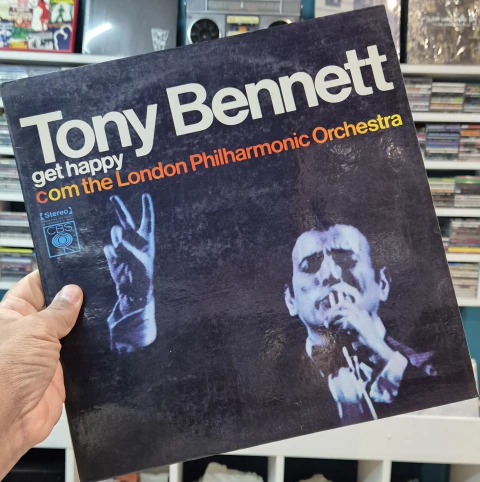 Tony Bennett
get happy
com the London Philharmonic Orchestra
[Stereo]
CBS